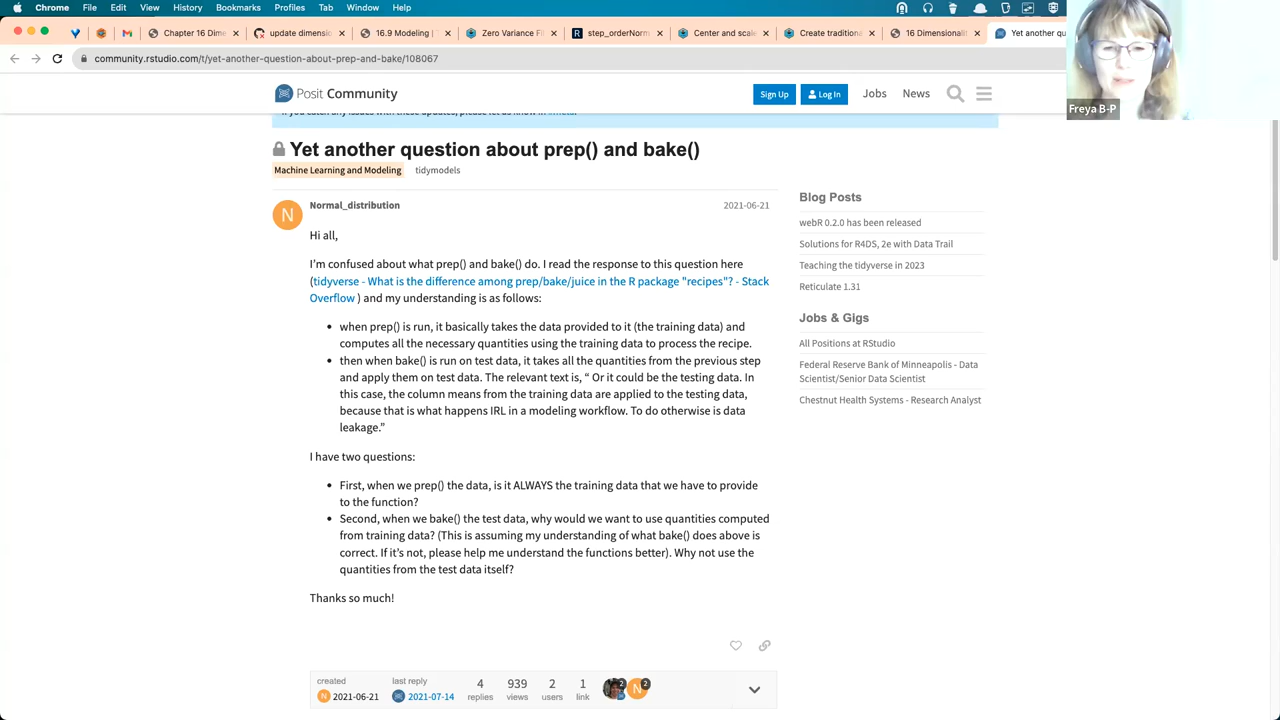 Chrome File Edit View History Bookmarks Profiles Tab Window Help
Chapter 16 Dime
update dimensio
16.9 Modeling |
Zero Variance Fi
step_orderNorm
Center and scale
Create tradition
16 Dimensionali
Yet another qu
community.rstudio.com/t/yet-another-question-about-prep-and-bake/108067
Freya B-P
Posit Community
Sign Up
Log In
Jobs
News
Yet another question about prep() and bake()
Machine Learning and Modeling tidymodels
N
Normal_distribution 2021-06-21
Hi all,
I'm confused about what prep() and bake() do. I read the response to this question here
(tidyverse - What is the difference among prep/bake/juice in the R package "recipes"? - Stack
Overflow ) and my understanding is as follows:
• when prep() is run, it basically takes the data provided to it (the training data) and
computes all the necessary quantities using the training data to process the recipe.
• then when bake() is run on test data, it takes all the quantities from the previous step
and apply them on test data. The relevant text is, “ Or it could be the testing data. In
this case, the column means from the training data are applied to the testing data,
because that is what happens IRL in a modeling workflow. To do otherwise is data
leakage.”
I have two questions:
• First, when we prep() the data, is it ALWAYS the training data that we have to provide
to the function?
• Second, when we bake() the test data, why would we want to use quantities computed
from training data? (This is assuming my understanding of what bake() does above is
correct. If it's not, please help me understand the functions better). Why not use the
quantities from the test data itself?
Thanks so much!
created
N 2021-06-21
last reply
2021-07-14
4
replies
939
views
2
users
1
link
2
N 2
Blog Posts
webR 0.2.0 has been released
Solutions for R4DS, 2e with Data Trail
Teaching the tidyverse in 2023
Reticulate 1.31
Jobs & Gigs
All Positions at RStudio
Federal Reserve Bank of Minneapolis - Data
Scientist/Senior Data Scientist
Chestnut Health Systems - Research Analyst